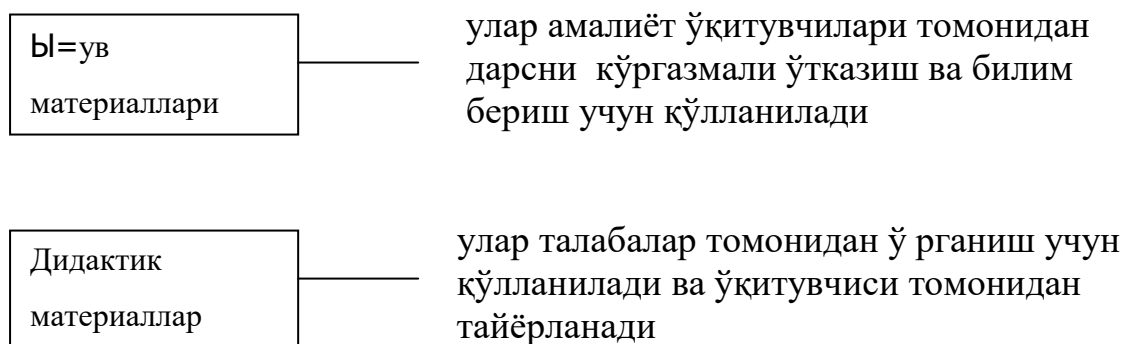 Ы=ув
материаллари
улар амалиёт ўқитувчилари томонидан
дарсни кўргазмали ўтказиш ва билим
бериш учун қўлланилади
Дидактик
материаллар
улар талабалар томонидан ў рганиш учун
қўлланилади ва ўқитувчиси томонидан
тайёрланади